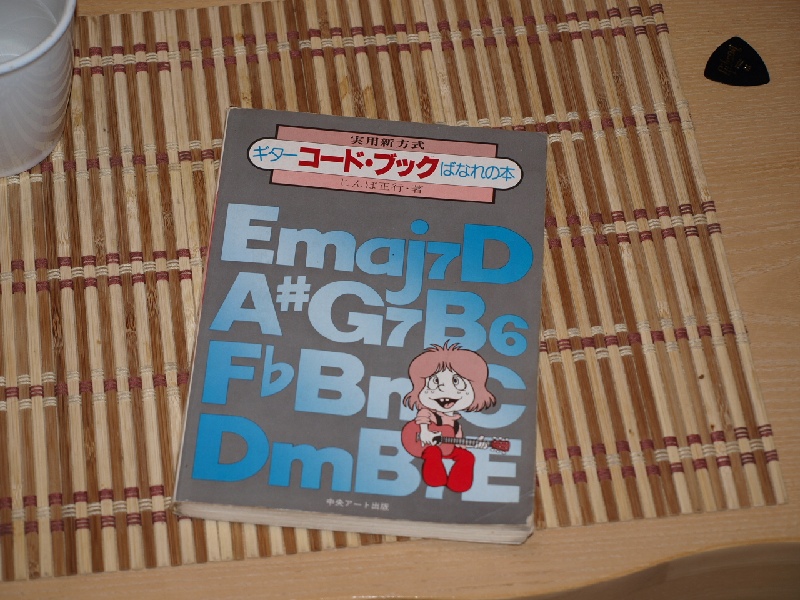 実用新方式
ギター コード・ブック ばなれの本
Emaj7D
A#G7B6
F♭Bm C
DmB E
中央アート出版